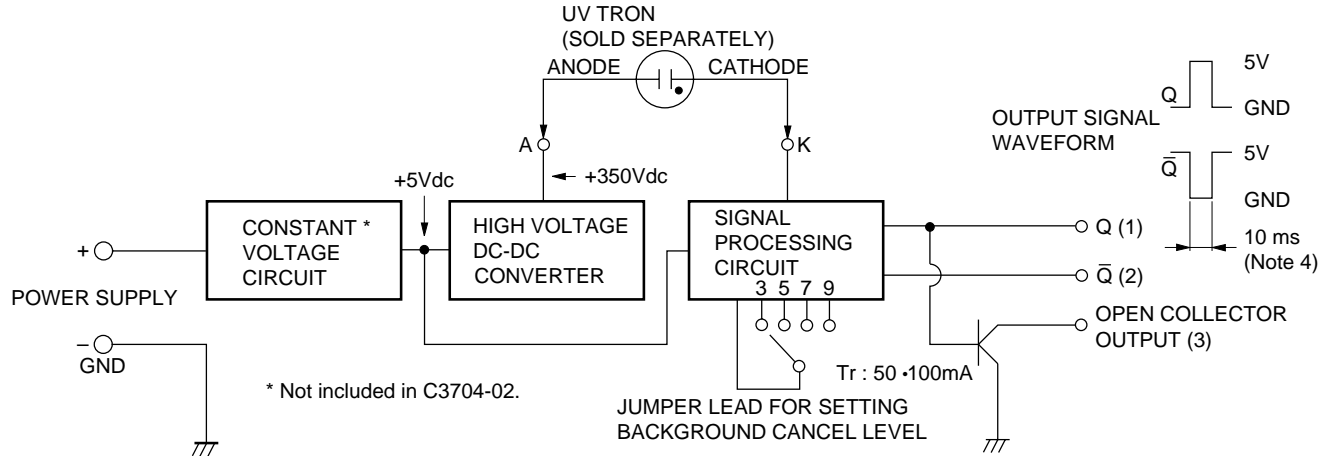 UV TRON
(SOLD SEPARATELY)
ANODE
CATHODE
A
K
+5Vdc
+350Vdc
CONSTANT *
VOLTAGE
CIRCUIT
HIGH VOLTAGE
DC-DC
CONVERTER
SIGNAL
PROCESSING
CIRCUIT
3 5 7 9
+
POWER SUPPLY
–
GND
* Not included in C3704-02.
JUMPER LEAD FOR SETTING
BACKGROUND CANCEL LEVEL
Tr : 50 •100mA
Q (1)
Q̄ (2)
OPEN COLLECTOR
OUTPUT (3)
OUTPUT SIGNAL
WAVEFORM
Q
5V
GND
Q̄
5V
GND
10 ms
(Note 4)